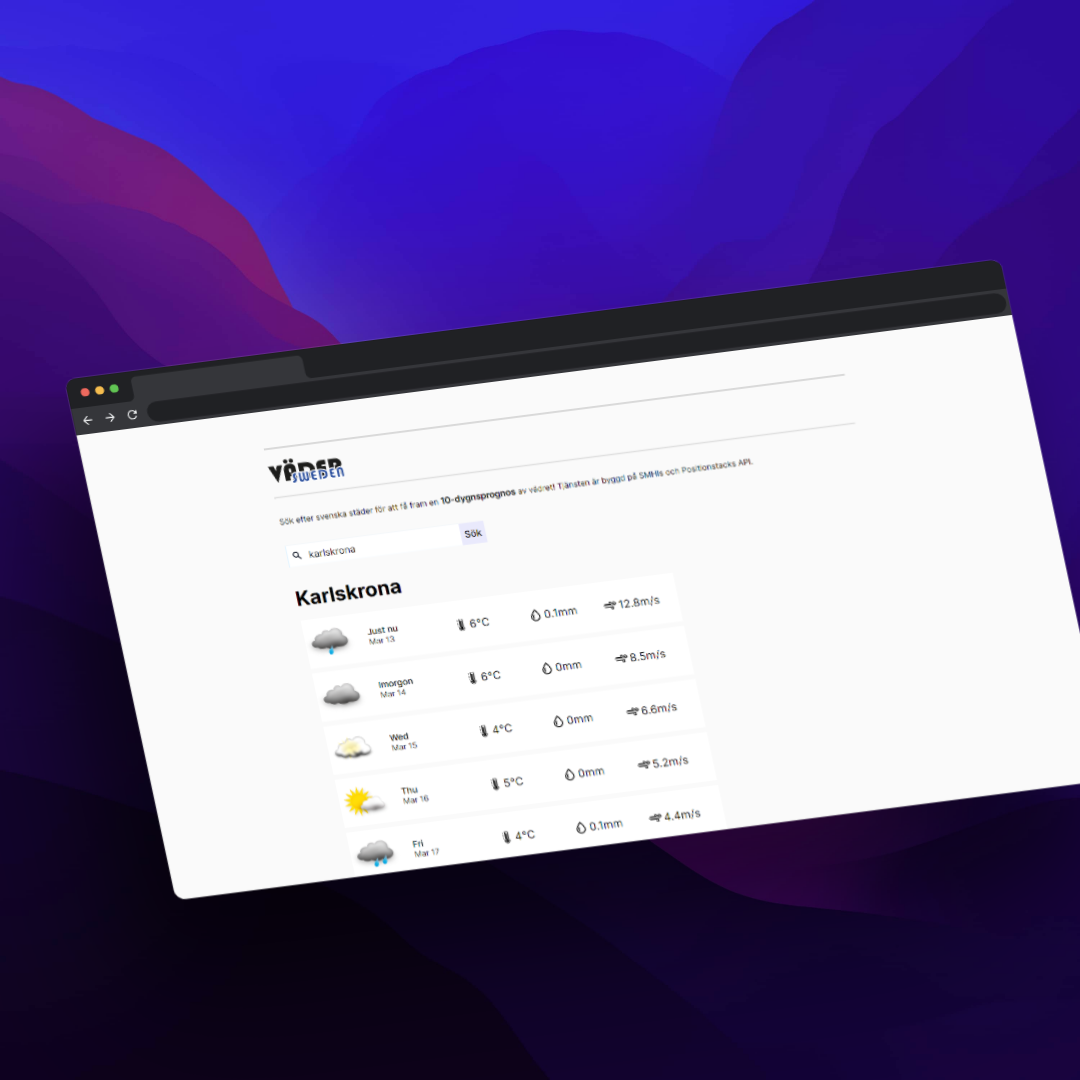 VÄDER
SWEDEN
Sök efter svenska städer för att få fram en 10-dygnsprognos av vädret! Tjänsten är byggd på SMHIs och Positionstacks API.
karlskrona Sök
Karlskrona
Just nu 6°C 0.1mm 12.8m/s
Mar 13
Imorgon 6°C 0mm 8.5m/s
Mar 14
Wed 4°C 0mm 6.6m/s
Mar 15
Thu 5°C 0mm 5.2m/s
Mar 16
Fri 4°C 0.1mm 4.4m/s
Mar 17